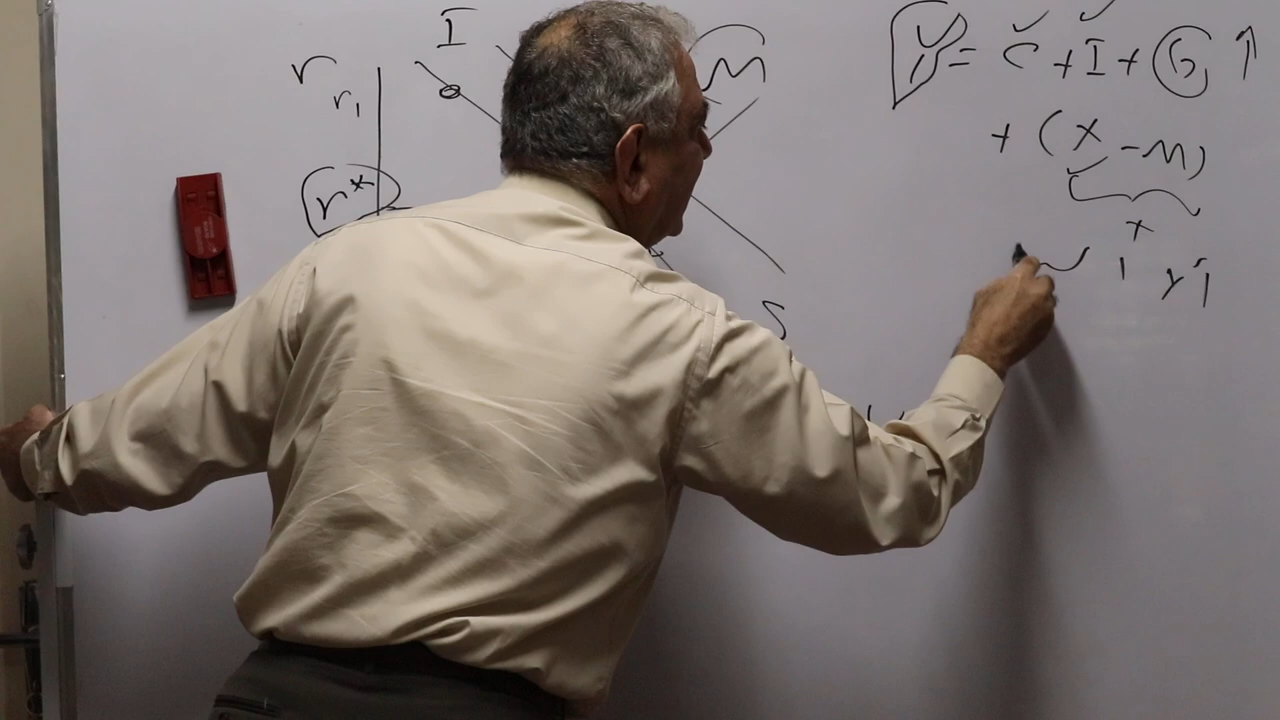 I
r
r₁
r*
M
S
Y = C + I + G ↑
+ (X - M)